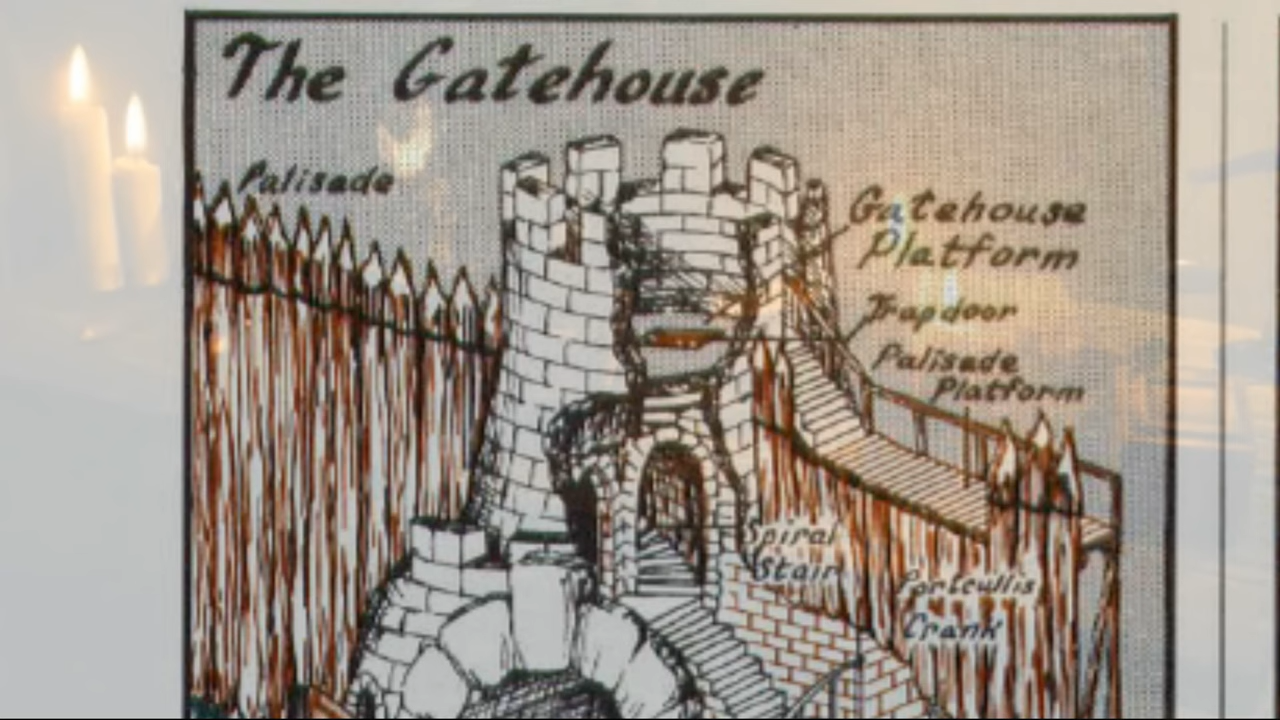 The Gatehouse
Palisade
Gatehouse
Platform
Trapdoor
Palisade
Platform
Spiral
Stair
Portcullis
Crank